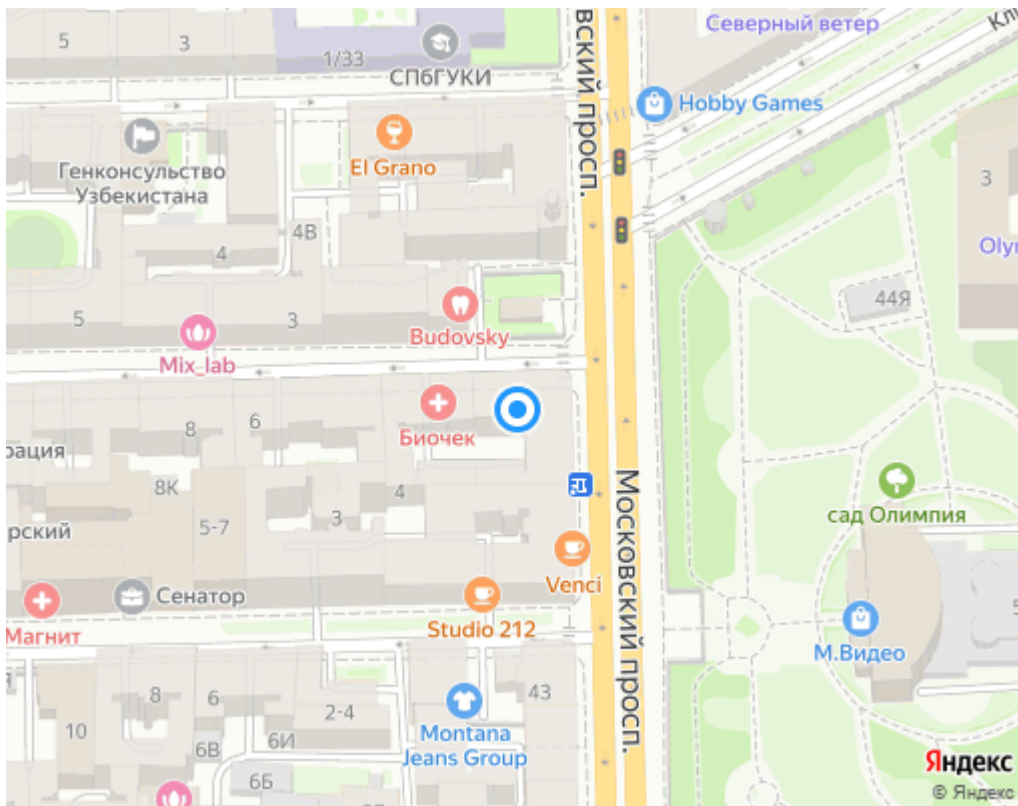 Северный ветер
5
3
1/33
СПбГУКИ
вский просп.
Hobby Games
El Grano
Генконсульство
Узбекистана
3
4В
4
Oly
44Я
5
3
Budovsky
Mix_lab
8
6
Биочек
рация
8К
4
5-7
3
рский
Московский просп.
сад Олимпия
Venci
Сенатор
Магнит
Studio 212
М.Видео
8
6
2-4
43
10
6В
6И
6Б
Montana
Jeans Group
Яндекс
© Яндекс